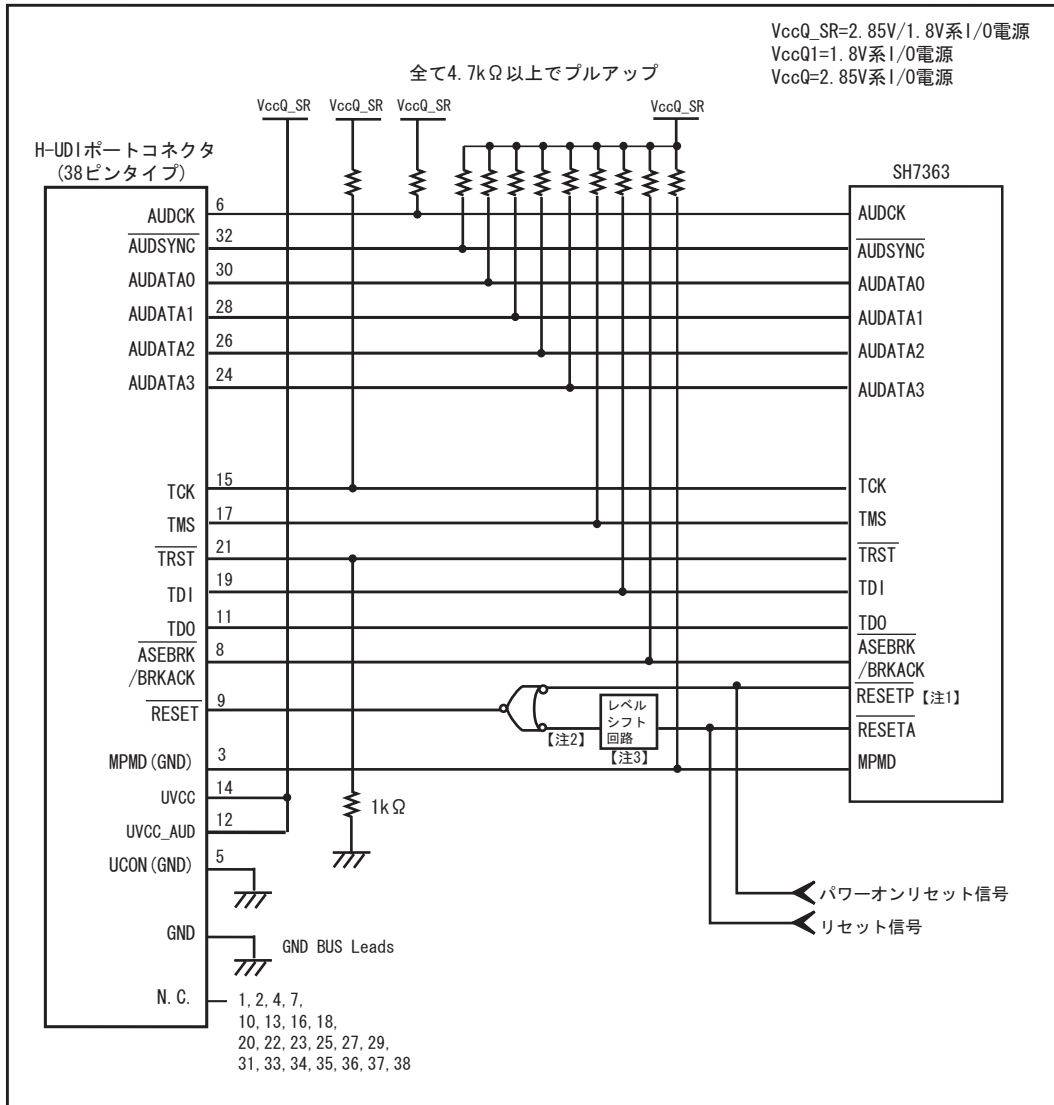 VccQ_SR=2.85V/1.8V系I/O電源
VccQ1=1.8V系I/O電源
VccQ=2.85V系I/O電源
全て4.7kΩ以上でプルアップ
VccQ_SR VccQ_SR VccQ_SR VccQ_SR
H-UDIポートコネクタ
(38ピンタイプ)
SH7363
AUDCK 6 AUDCK
AUDSYNC 32 AUDSYNC
AUDATA0 30 AUDATA0
AUDATA1 28 AUDATA1
AUDATA2 26 AUDATA2
AUDATA3 24 AUDATA3
TCK 15 TCK
TMS 17 TMS
TRST 21 TRST
TDI 19 TDI
TDO 11 TDO
ASEBRK 8 ASEBRK
/BRKACK /BRKACK
RESETP【注1】
RESET 9
レベル
シフト
回路
【注2】
【注3】
RESETA
MPMD(GND) 3 MPMD
UVCC 14
1kΩ
UVCC_AUD 12
UCON(GND) 5
パワーオンリセット信号
リセット信号
GND
GND BUS Leads
N.C. 1, 2, 4, 7,
10, 13, 16, 18,
20, 22, 23, 25, 27, 29,
31, 33, 34, 35, 36, 37, 38